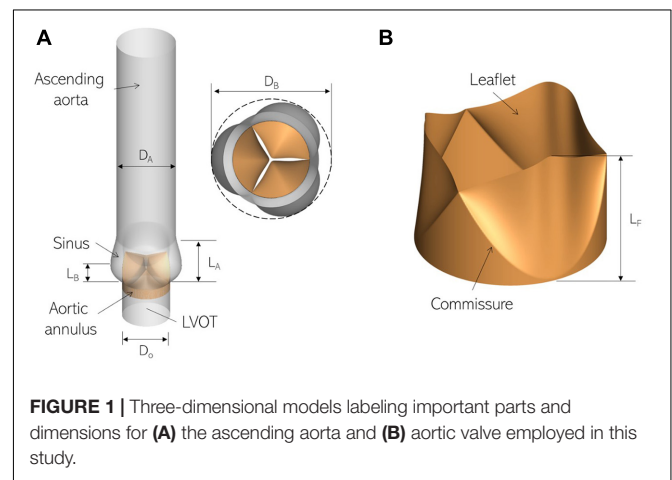 A
B
Ascending
aorta
D_B
Leaflet
D_A
Sinus
L_B
L_A
L_F
Aortic
annulus
LVOT
D_o
Commissure
FIGURE 1 | Three-dimensional models labeling important parts and
dimensions for (A) the ascending aorta and (B) aortic valve employed in this
study.